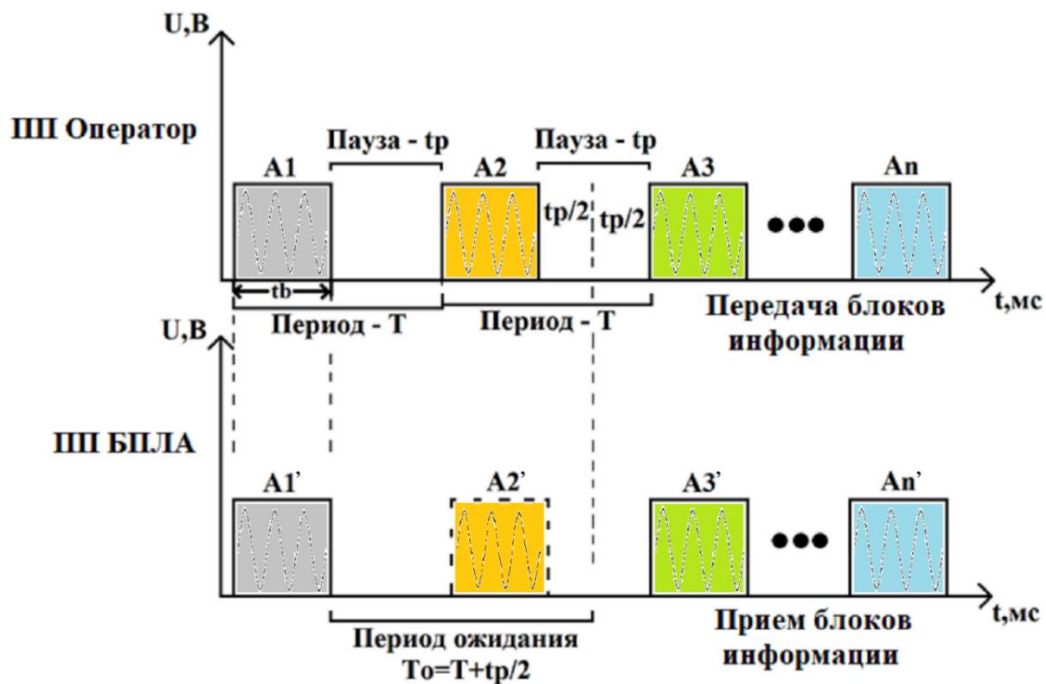 U,В
ПП Оператор
Пауза - tp
Пауза - tp
A1
A2
A3
An
tp/2
tp/2
tb
Период - T
Период - T
Передача блоков
информации
t,мс
U,В
ПП БПЛА
A1’
A2’
A3’
An’
Период ожидания
To=T+tp/2
Прием блоков
информации
t,мс